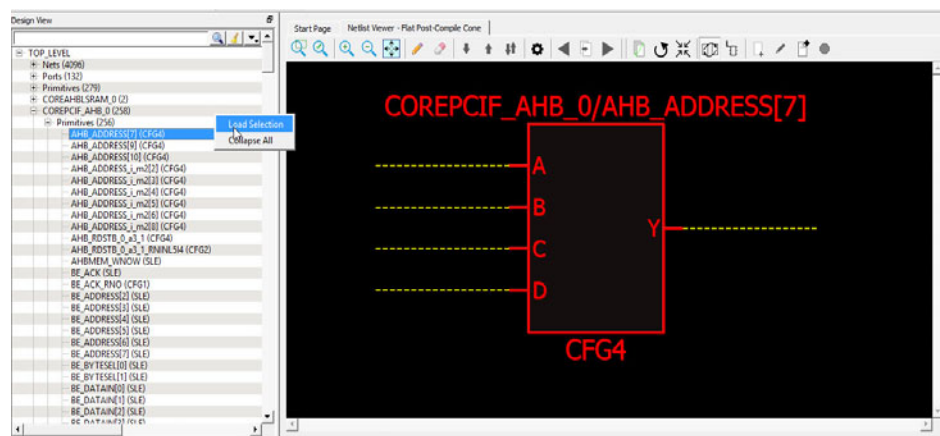 Design View
Start Page
Netlist Viewer - Flat Post-Compile Cone
TOP_LEVEL
Nets (4096)
Ports (132)
Primitives (279)
COREAHBLSRAM_0 (2)
COREPCIF_AHB_0 (258)
Primitives (256)
AHB_ADDRESS[7] (CFG4)
AHB_ADDRESS[9] (CFG4)
AHB_ADDRESS[10] (CFG4)
AHB_ADDRESS_i_m2[2] (CFG4)
AHB_ADDRESS_i_m2[3] (CFG4)
AHB_ADDRESS_i_m2[4] (CFG4)
AHB_ADDRESS_i_m2[5] (CFG4)
AHB_ADDRESS_i_m2[6] (CFG4)
AHB_ADDRESS_i_m2[8] (CFG4)
AHB_RDSTB_0_a3_1 (CFG4)
AHB_RDSTB_0_a3_1_RNINL5I4 (CFG2)
AHBMEM_WNOW (SLE)
BE_ACK (SLE)
BE_ACK_RNO (CFG1)
BE_ADDRESS[2] (SLE)
BE_ADDRESS[3] (SLE)
BE_ADDRESS[4] (SLE)
BE_ADDRESS[5] (SLE)
BE_ADDRESS[6] (SLE)
BE_ADDRESS[7] (SLE)
BE_BYTESEL[0] (SLE)
BE_BYTESEL[1] (SLE)
BE_DATAIN[0] (SLE)
BE_DATAIN[1] (SLE)
BE_DATAIN[2] (SLE)
BE_DATAIN[3] (SLE)
Load Selection
Collapse All
COREPCIF_AHB_0/AHB_ADDRESS[7]
A
B
Y
C
D
CFG4